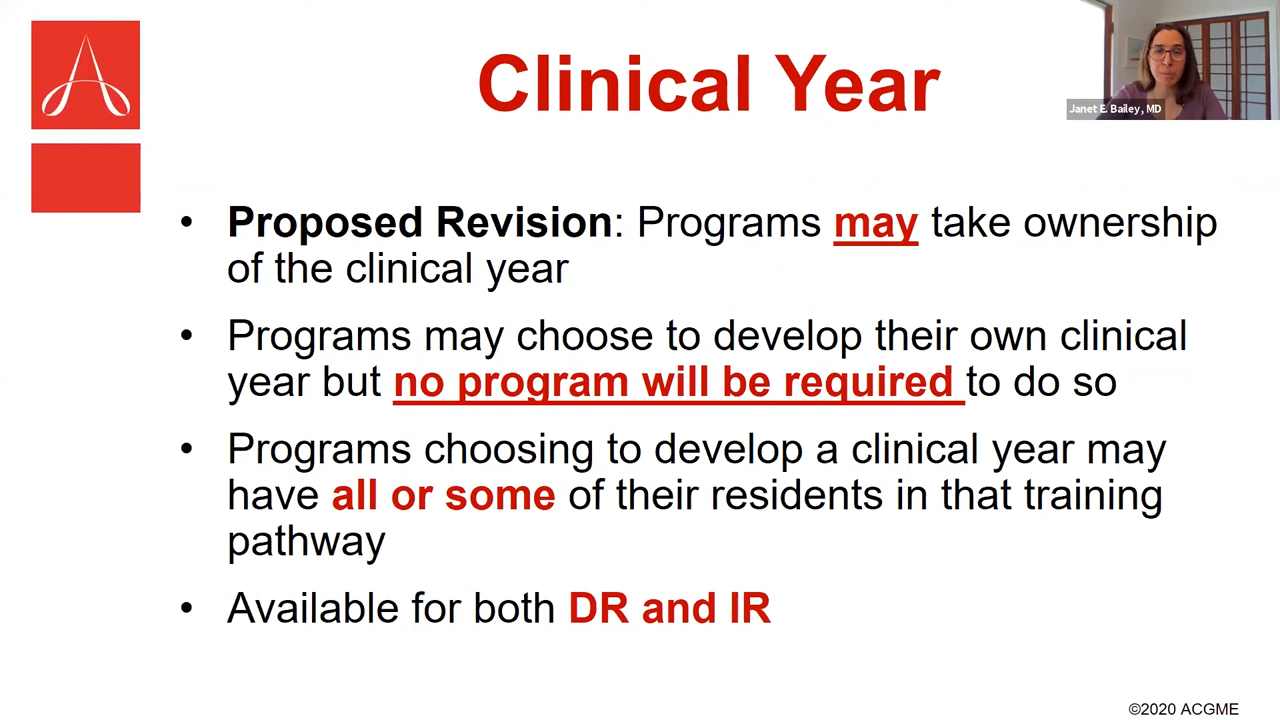 Clinical Year
Janet E. Bailey, MD
• Proposed Revision: Programs may take ownership
of the clinical year
• Programs may choose to develop their own clinical
year but no program will be required to do so
• Programs choosing to develop a clinical year may
have all or some of their residents in that training
pathway
• Available for both DR and IR
©2020 ACGME